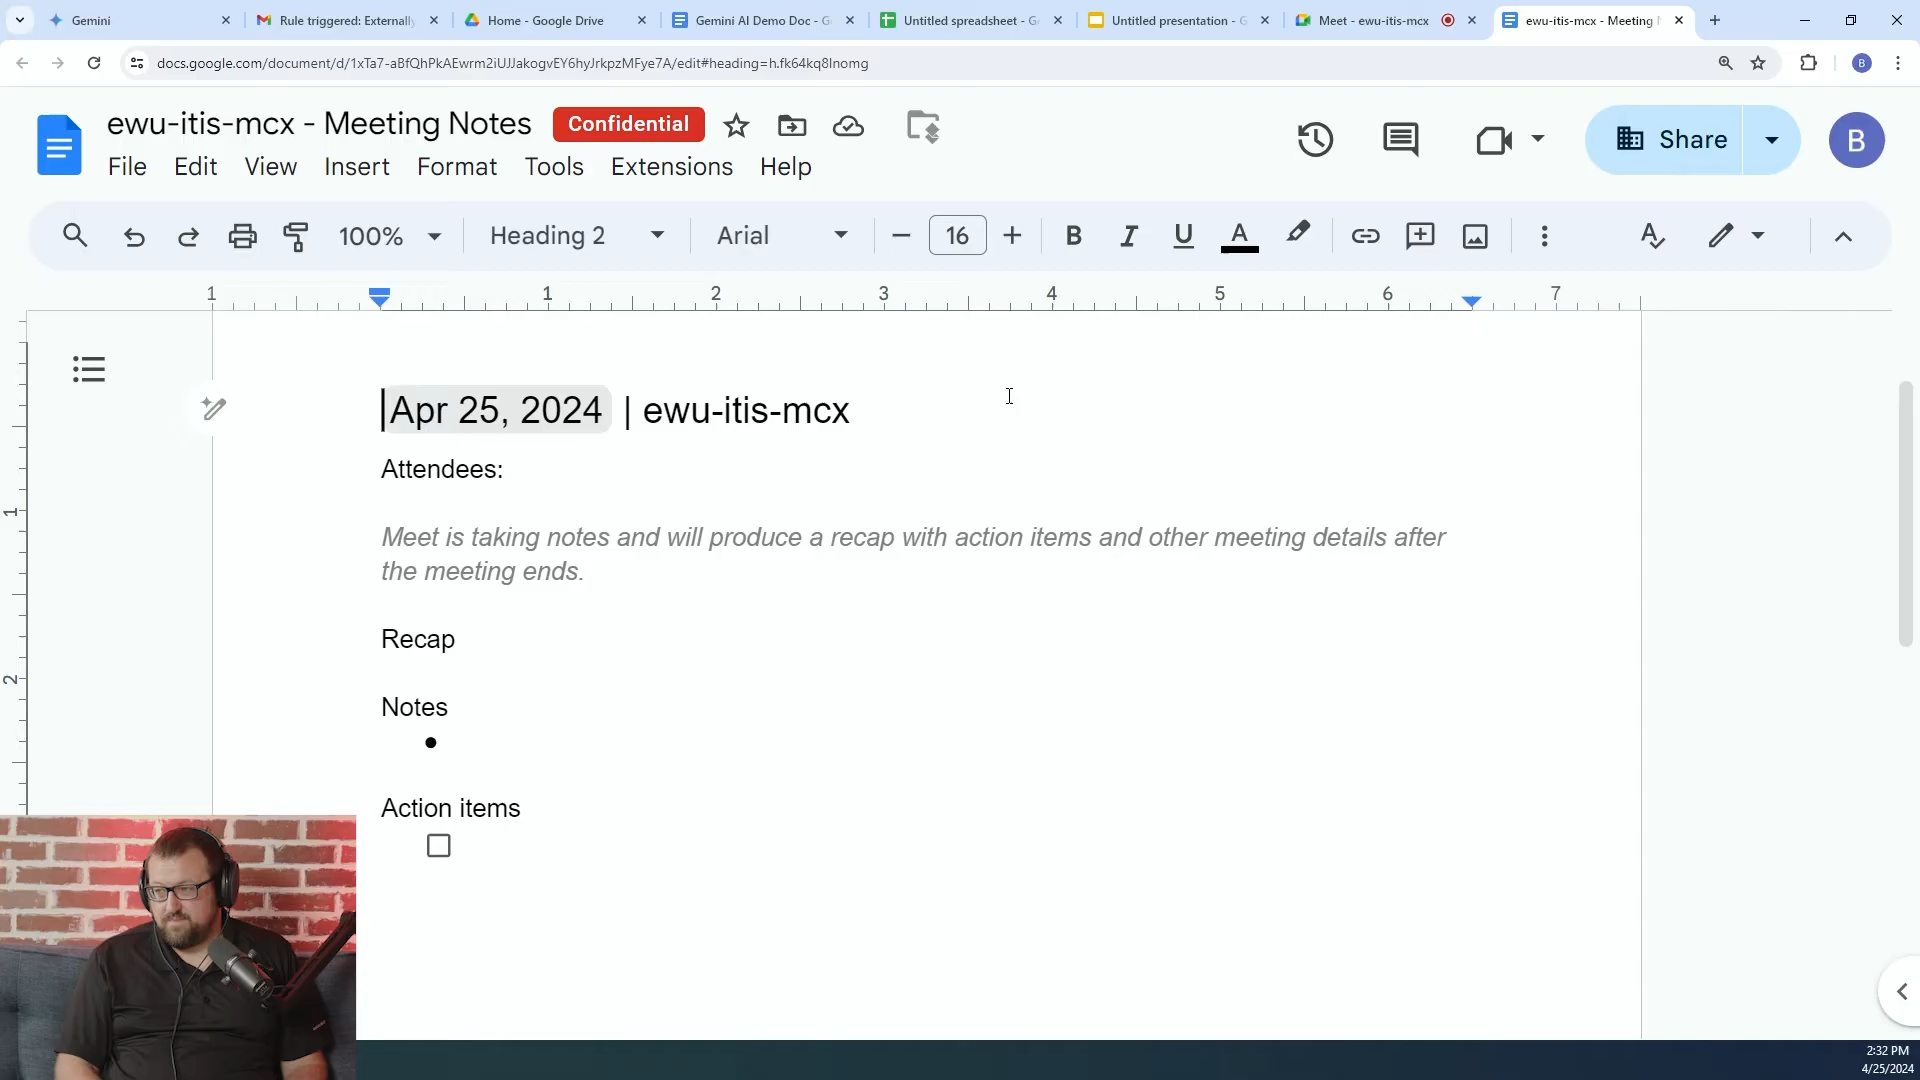 Gemini
Rule triggered: Externally
Home - Google Drive
Gemini AI Demo Doc - G
Untitled spreadsheet - G
Untitled presentation - G
Meet - ewu-itis-mcx
ewu-itis-mcx - Meeting
docs.google.com/document/d/1xTa7-aBfQhPkAEwrm2iUJJakogvEY6hyJrkpzMFye7A/edit#heading=h.fk64kq8lnomg
B
ewu-itis-mcx - Meeting Notes
Confidential
File Edit View Insert Format Tools Extensions Help
Share
B
100% Heading 2 Arial 16 B I U A
1 1 2 3 4 5 6 7
Apr 25, 2024 | ewu-itis-mcx
Attendees:
1
Meet is taking notes and will produce a recap with action items and other meeting details after
the meeting ends.
Recap
2
Notes
Action items
2:32 PM
4/25/2024